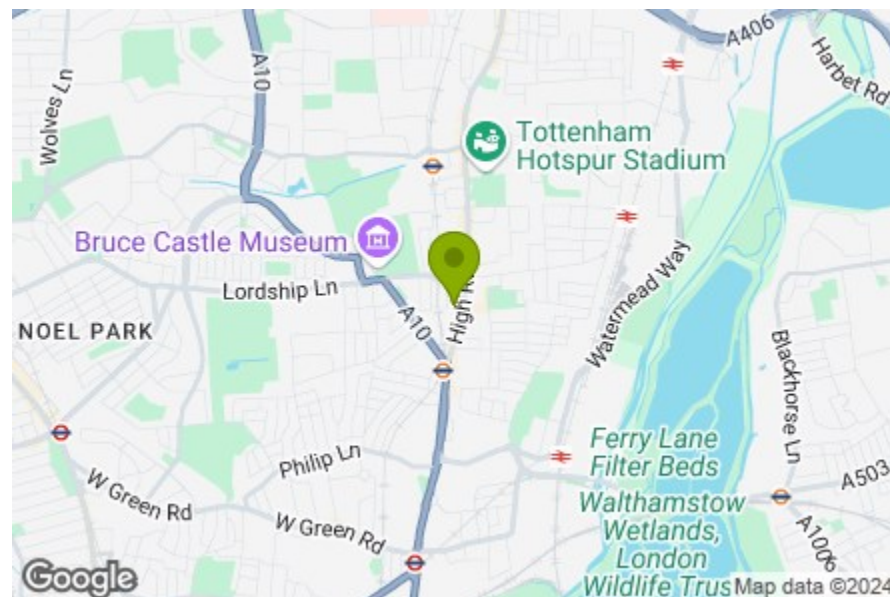 A406
Harbet Rd
A10
Wolves Ln
Tottenham
Hotspur Stadium
Bruce Castle Museum
Lordship Ln
High R
A10
Watermead Way
NOEL PARK
Blackhorse Ln
Philip Ln
Ferry Lane
Filter Beds
A503
W Green Rd
Walthamstow
Wetlands,
London
Wildlife Trus
W Green Rd
A1006
Google
Map data ©2024